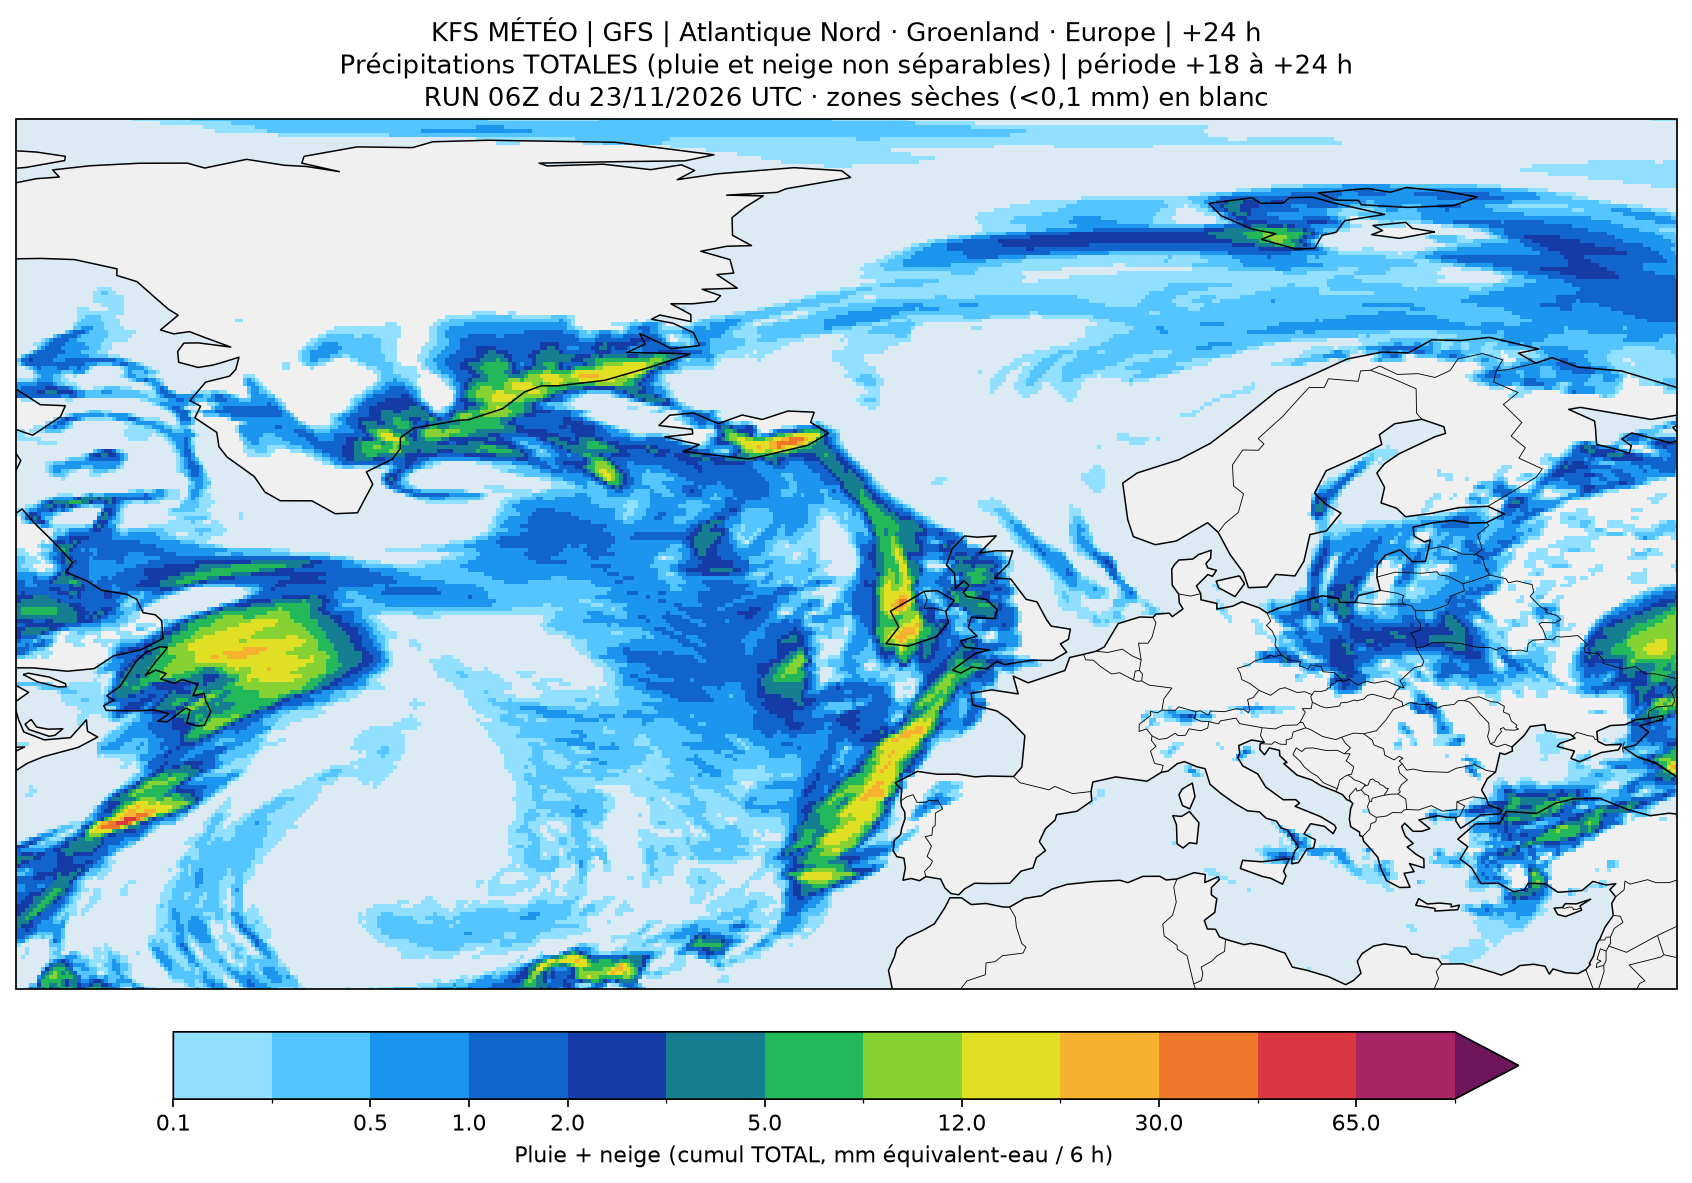 KFS MÉTÉO | GFS | Atlantique Nord · Groenland · Europe | +24 h
Précipitations TOTALES (pluie et neige non séparables) | période +18 à +24 h
RUN 06Z du 23/11/2026 UTC · zones sèches (<0,1 mm) en blanc
0.1 0.5 1.0 2.0 5.0 12.0 30.0 65.0
Pluie + neige (cumul TOTAL, mm équivalent-eau / 6 h)